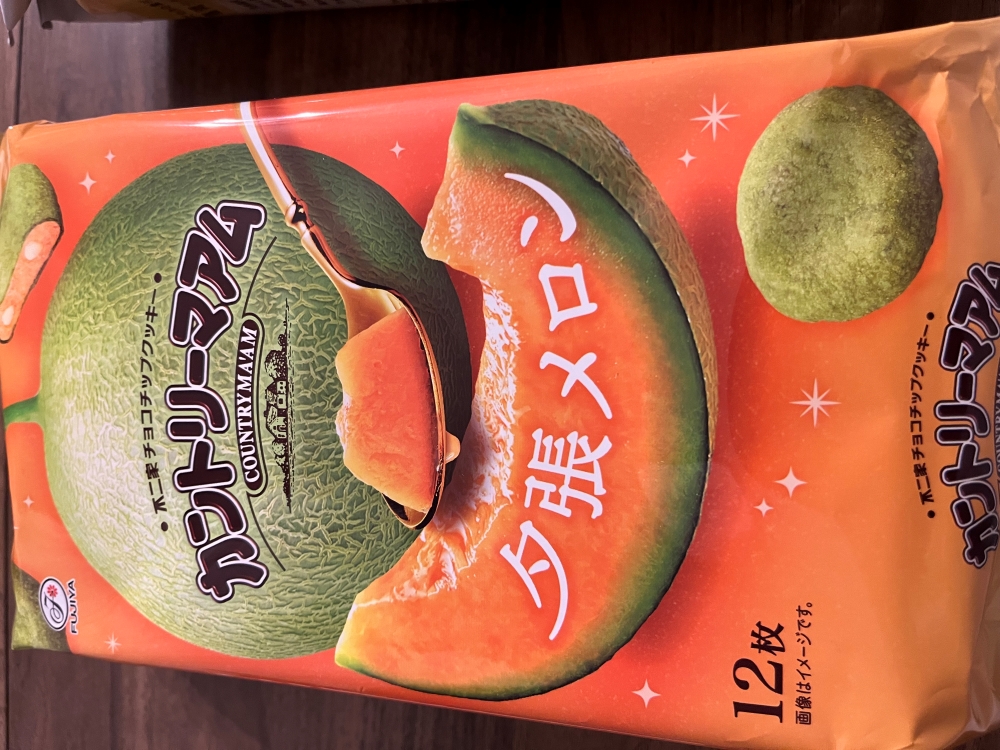 FUJIYA
・不二家チョコチップクッキー・
カントリーマアム
COUNTRY MA'AM
夕張メロン
12枚
画像はイメージです。
・不二家チョコチップクッキー・
カントリーマアム